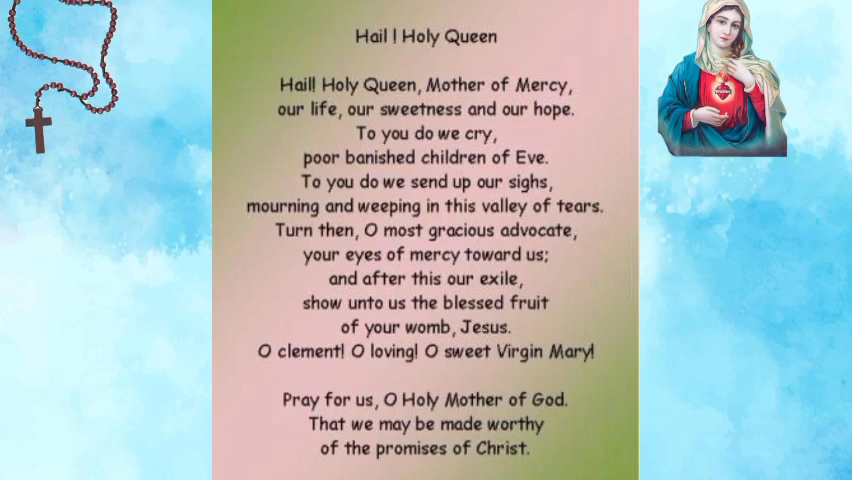 Hail ! Holy Queen
Hail! Holy Queen, Mother of Mercy,
our life, our sweetness and our hope.
To you do we cry,
poor banished children of Eve.
To you do we send up our sighs,
mourning and weeping in this valley of tears.
Turn then, O most gracious advocate,
your eyes of mercy toward us;
and after this our exile,
show unto us the blessed fruit
of your womb, Jesus.
O clement! O loving! O sweet Virgin Mary!
Pray for us, O Holy Mother of God.
That we may be made worthy
of the promises of Christ.